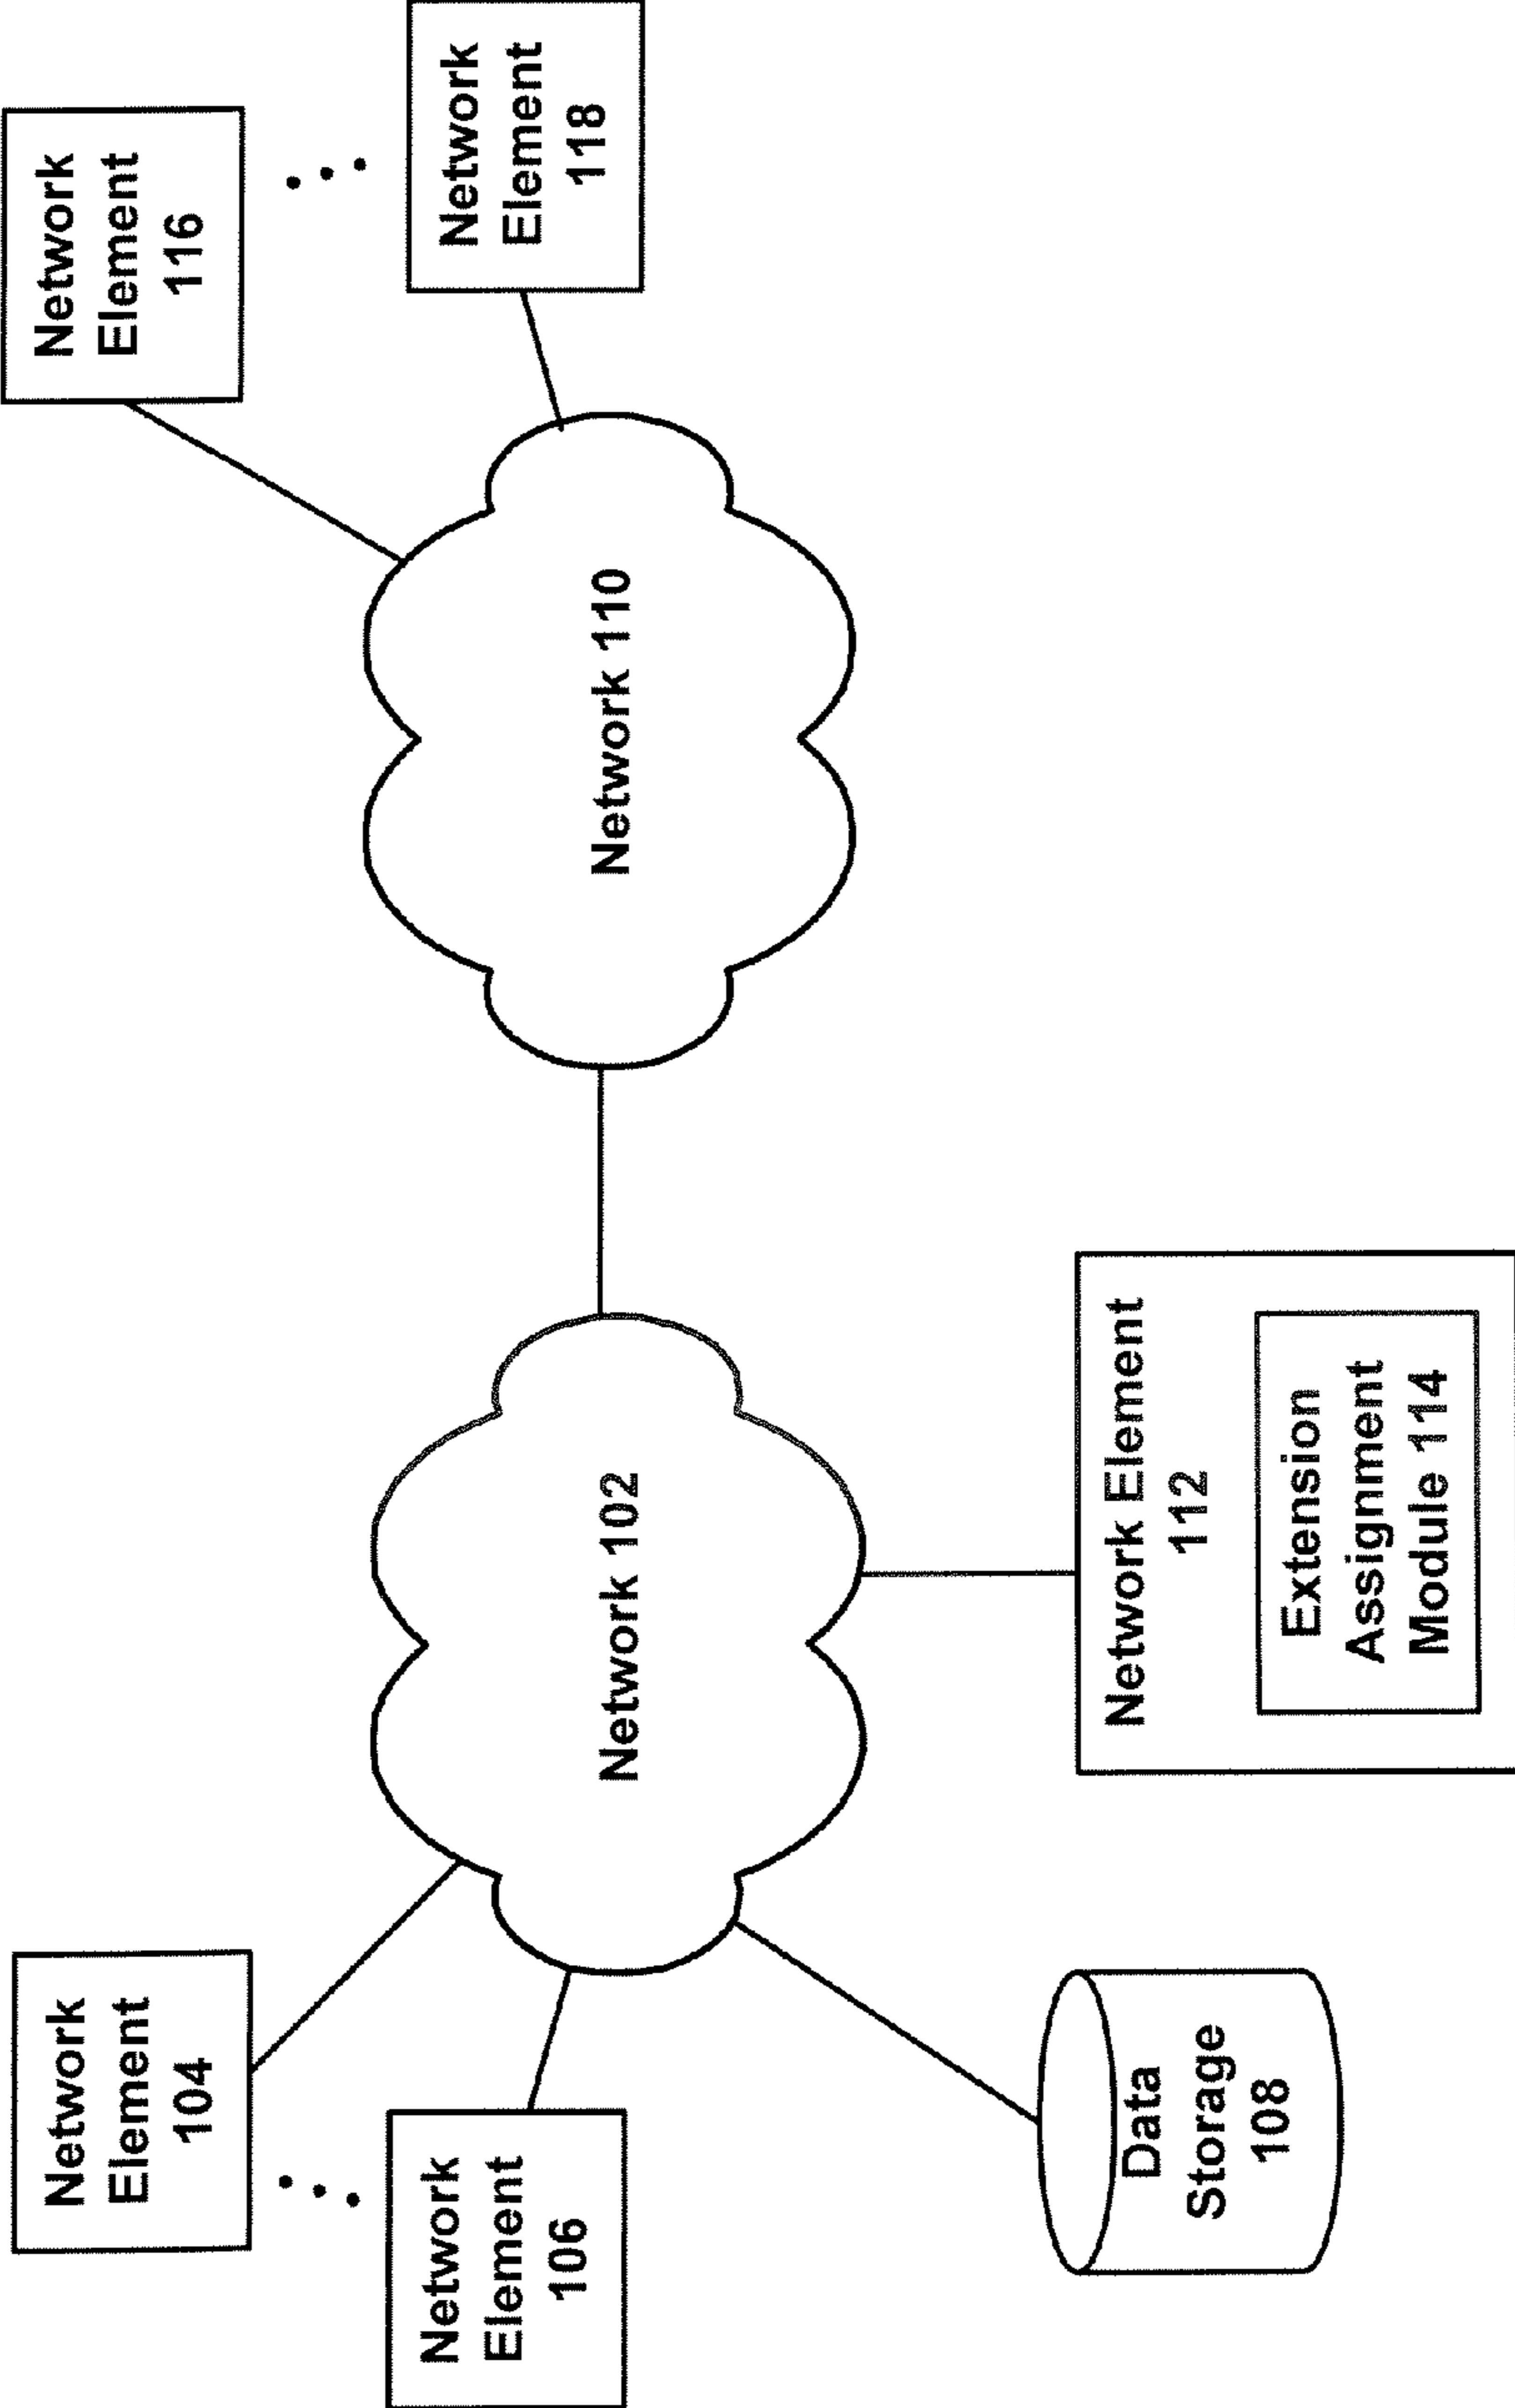 Network
Element
104
Network
Element
106
Network
Element
116
Network
Element
118
Network 102
Network 110
Data
Storage
108
Network Element
112
Extension
Assignment
Module 114